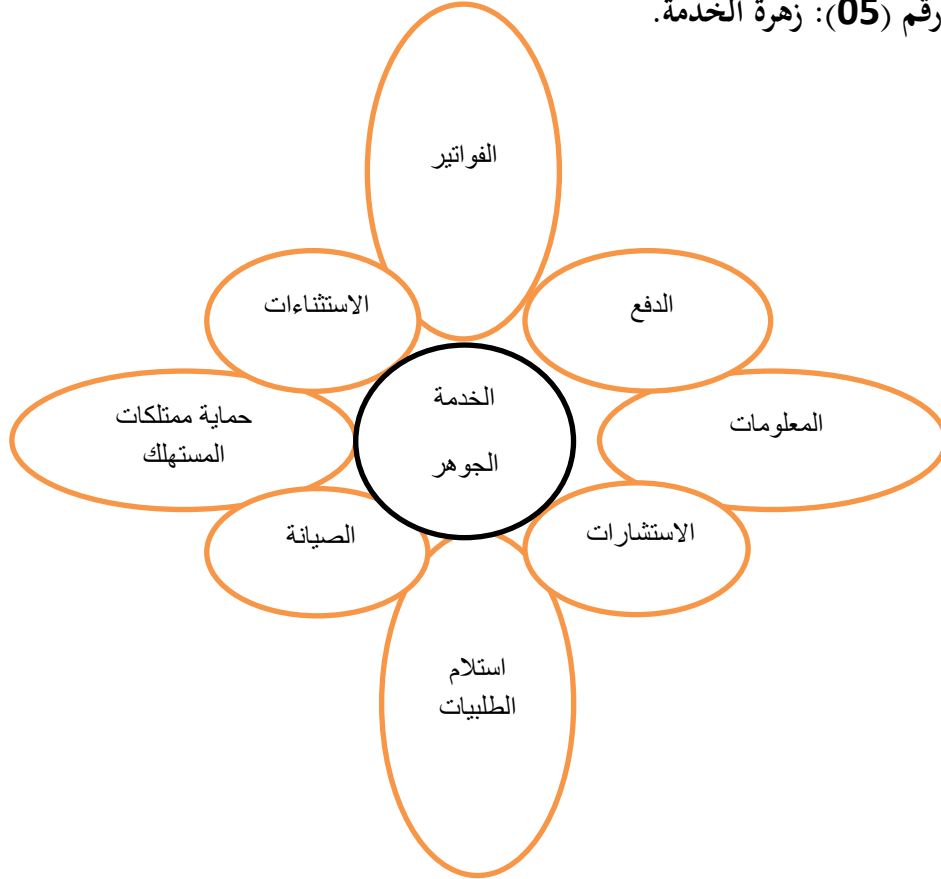 رقم (05): زهرة الخدمة.
الفواتير
الاستثناءات
الدفع
الخدمة
الجوهر
حماية ممتلكات
المستهلك
المعلومات
الصيانة
الاستشارات
استلام
الطلبيات